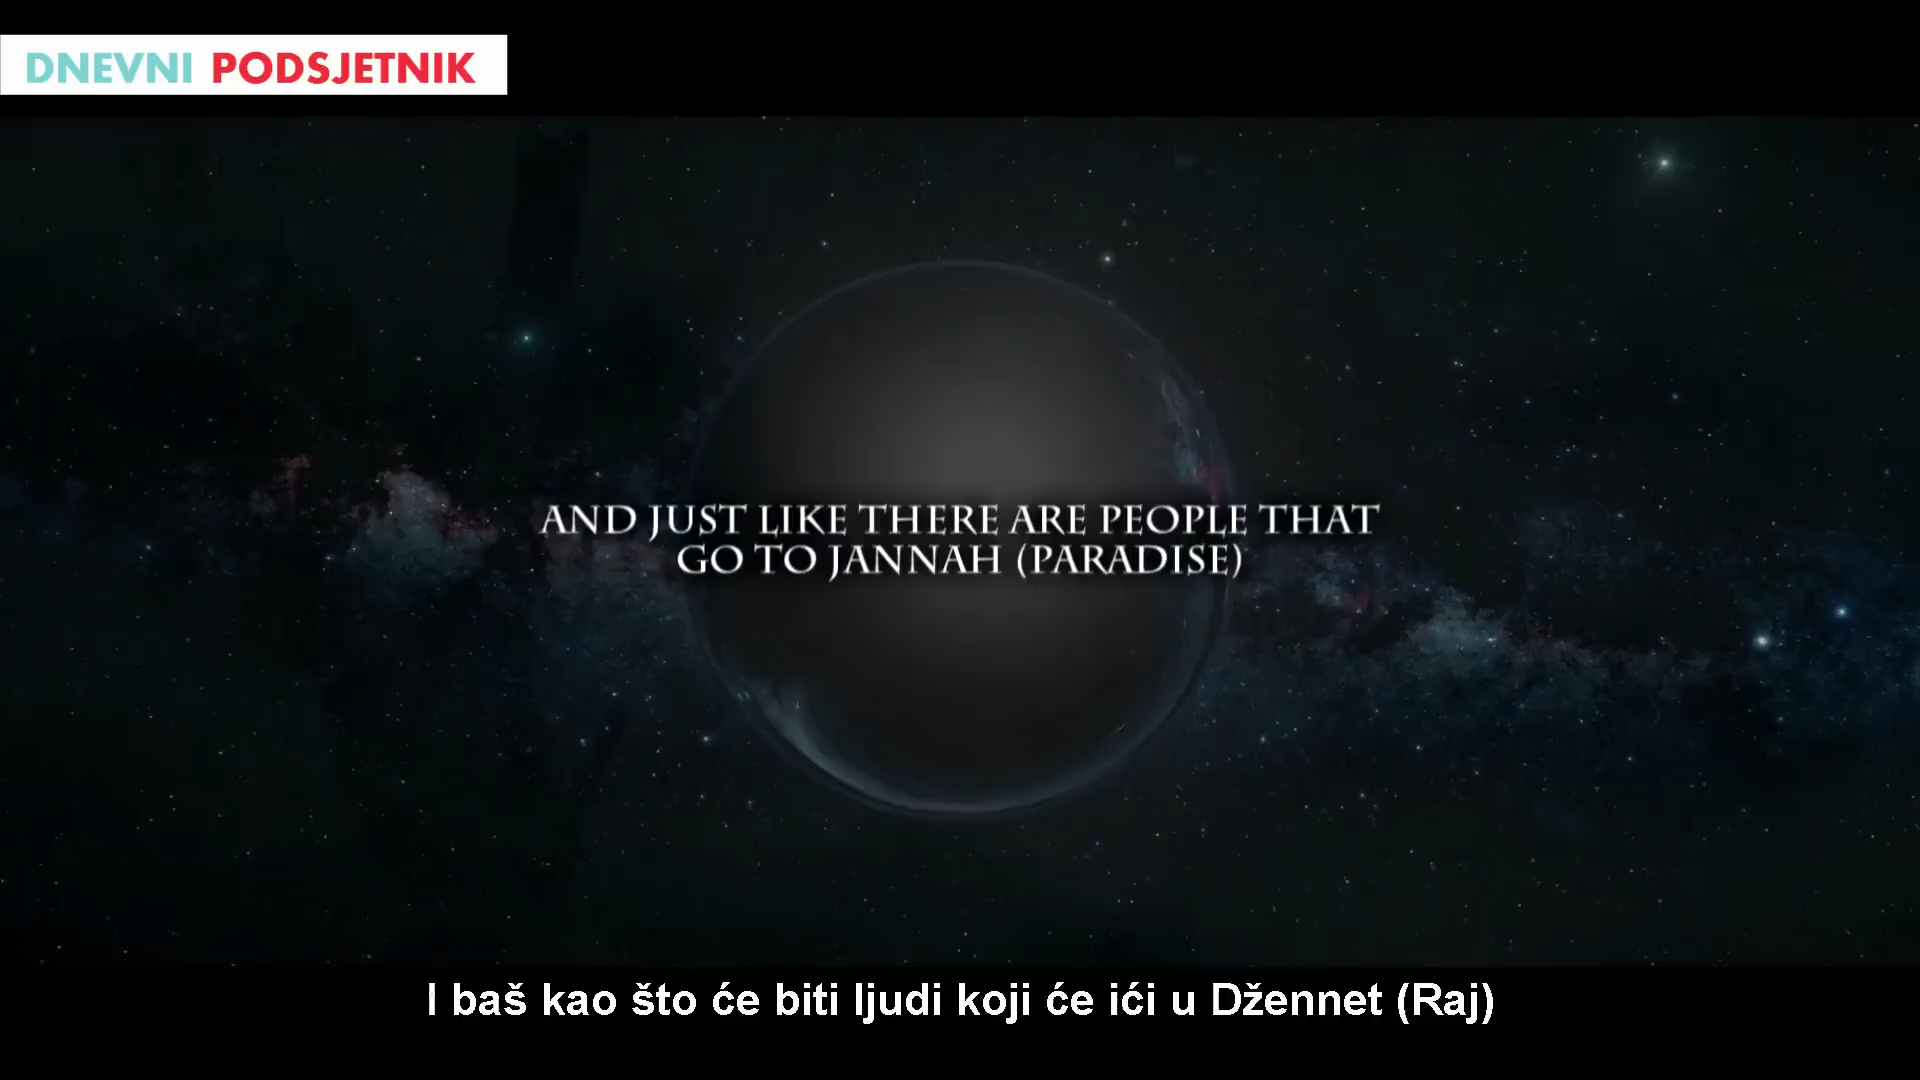 DNEVNI PODSJETNIK
AND JUST LIKE THERE ARE PEOPLE THAT
GO TO JANNAH (PARADISE)
I baš kao što će biti ljudi koji će ići u Džennet (Raj)